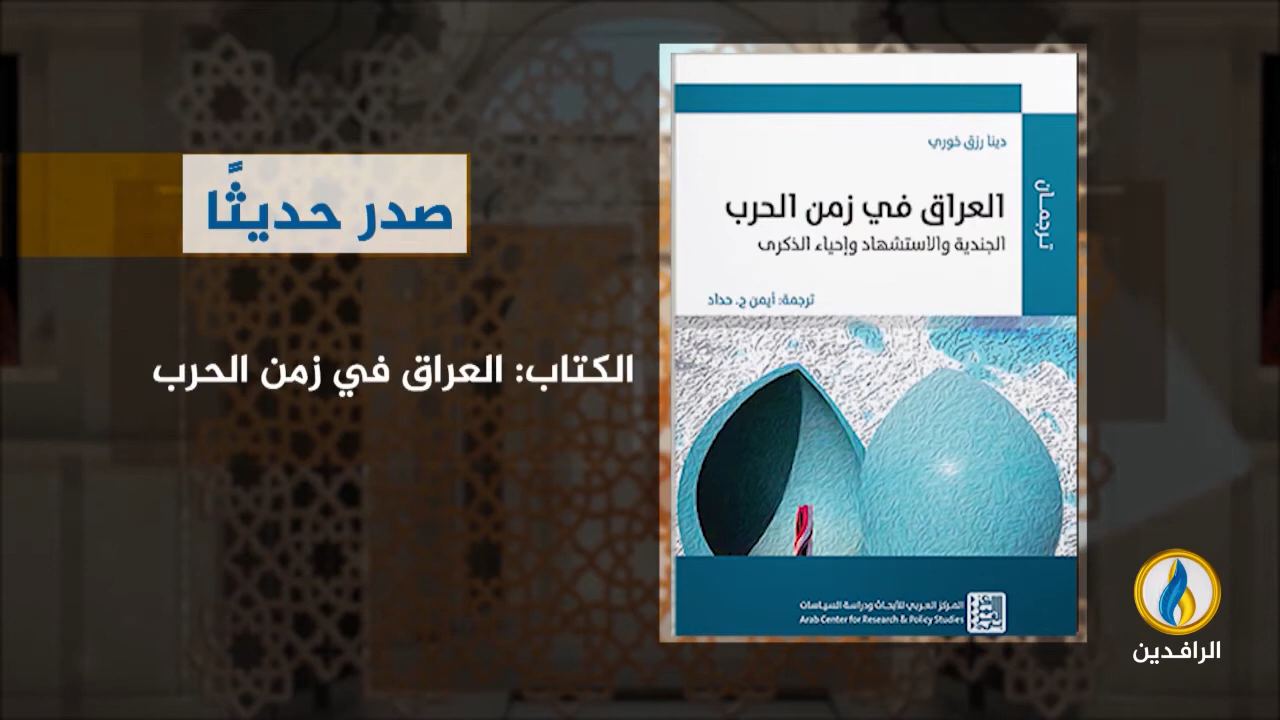 صدر حديثًا
الكتاب: العراق في زمن الحرب
دينا رزق خوري
العراق في زمن الحرب
الجندية والاستشهاد وإحياء الذكرى
ترجمة: أيمن ح. حداد
ترجمـان
المركز العربي للأبحاث ودراسة السياسات
Arab Center for Research & Policy Studies
الرافدين